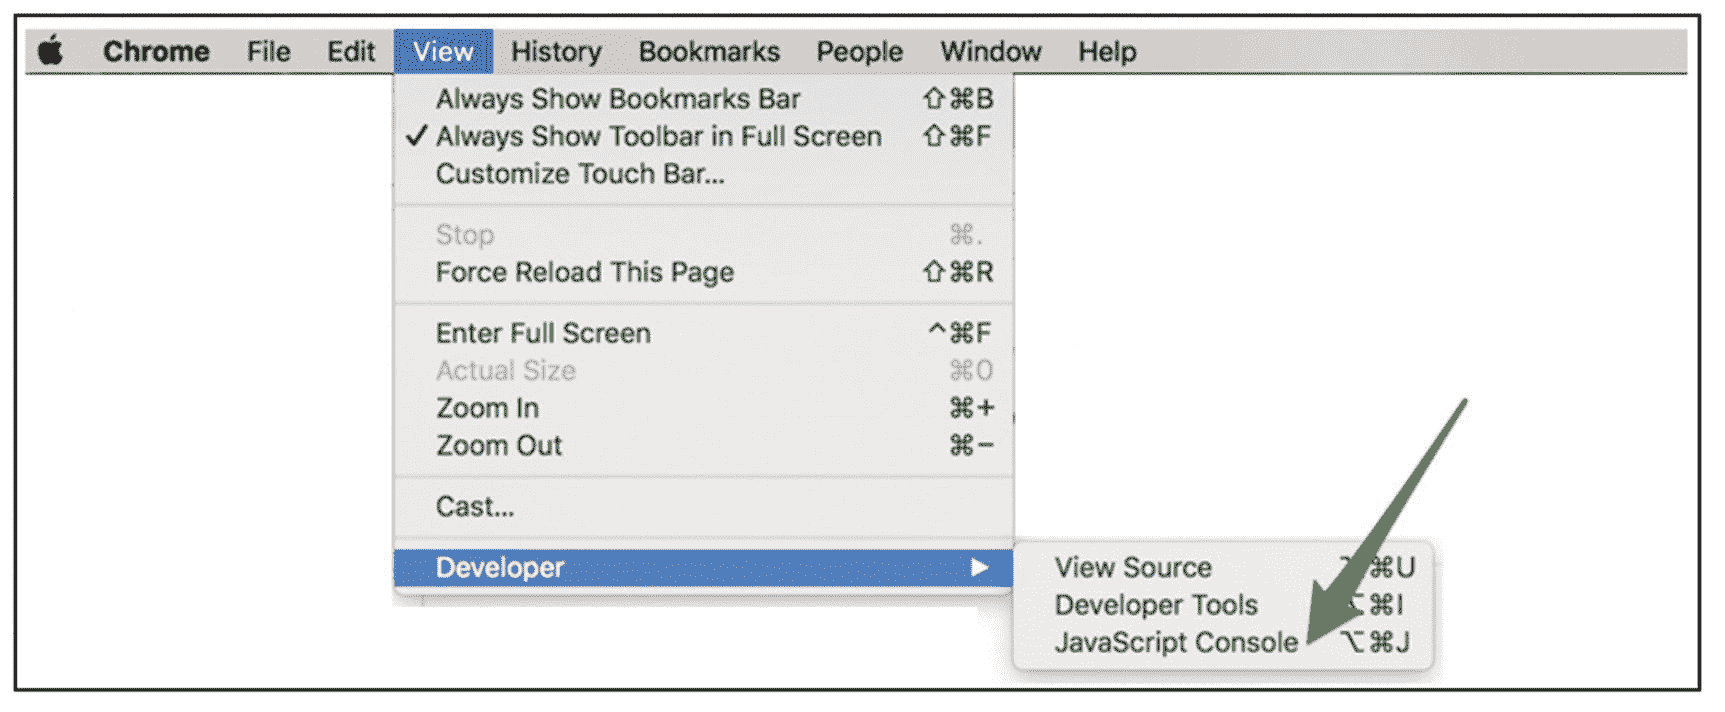 Chrome File Edit View History Bookmarks People Window Help
Always Show Bookmarks Bar ⇧⌘B
✓ Always Show Toolbar in Full Screen ⇧⌘F
Customize Touch Bar...
Stop ⌘.
Force Reload This Page ⇧⌘R
Enter Full Screen ^⌘F
Actual Size ⌘0
Zoom In ⌘+
Zoom Out ⌘−
Cast...
Developer ▶
View Source ⌘U
Developer Tools ⌥⌘I
JavaScript Console ⌥⌘J